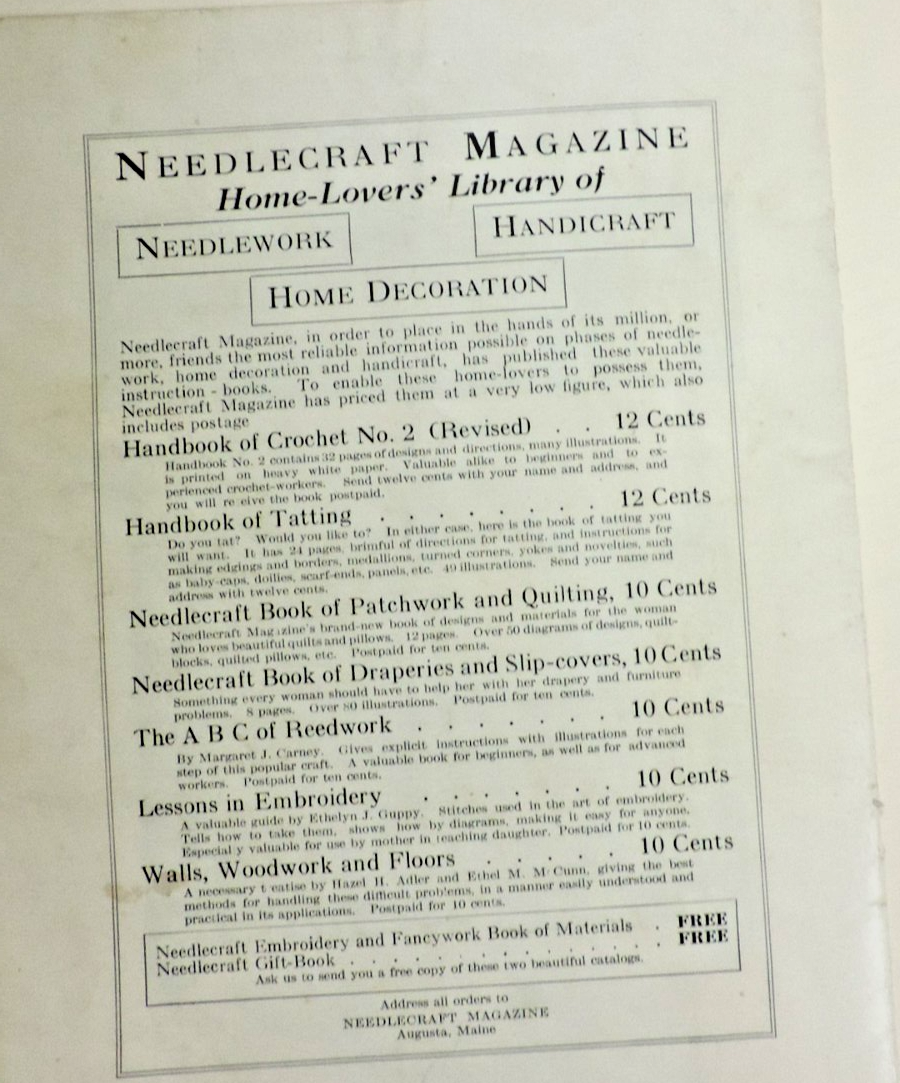 NEEDLECRAFT MAGAZINE
Home-Lovers' Library of
NEEDLEWORK
HANDICRAFT
HOME DECORATION
Needlecraft Magazine, in order to place in the hands of its million, or
more, friends the most reliable information possible on phases of needle-
work, home decoration and handicraft, has published these valuable
instruction - books. To enable these home-lovers to possess them,
Needlecraft Magazine has priced them at a very low figure, which also
includes postage
Handbook of Crochet No. 2 (Revised) . . 12 Cents
Handbook No. 2 contains 32 pages of designs and directions, many illustrations. It
is printed on heavy white paper. Valuable alike to beginners and to ex-
perienced crochet-workers. Send twelve cents with your name and address, and
you will re eive the book postpaid.
Handbook of Tatting . . . . . . . 12 Cents
Do you tat? Would you like to? In either case, here is the book of tatting you
will want. It has 24 pages, brimful of directions for tatting, and instructions for
making edgings and borders, medallions, turned corners, yokes and novelties, such
as baby-caps, doilies, scarf-ends, panels, etc. 49 illustrations. Send your name and
address with twelve cents.
Needlecraft Book of Patchwork and Quilting, 10 Cents
Needlecraft Magazine's brand-new book of designs and materials for the woman
who loves beautiful quilts and pillows. 12 pages. Over 50 diagrams of designs, quilt-
blocks, quilted pillows, etc. Postpaid for ten cents.
Needlecraft Book of Draperies and Slip-covers, 10 Cents
Something every woman should have to help her with her drapery and furniture
problems. 8 pages. Over 80 illustrations. Postpaid for ten cents.
The A B C of Reedwork . . . . . . 10 Cents
By Margaret J. Carney. Gives explicit instructions with illustrations for each
step of this popular craft. A valuable book for beginners, as well as for advanced
workers. Postpaid for ten cents.
Lessons in Embroidery . . . . . . 10 Cents
A valuable guide by Ethelyn J. Guppy. Stitches used in the art of embroidery.
Tells how to take them, shows how by diagrams, making it easy for anyone.
Especial y valuable for use by mother in teaching daughter. Postpaid for 10 cents.
Walls, Woodwork and Floors . . . . . 10 Cents
A necessary t eatise by Hazel H. Adler and Ethel M. McCunn, giving the best
methods for handling these difficult problems, in a manner easily understood and
practical in its applications. Postpaid for 10 cents.
Needlecraft Embroidery and Fancywork Book of Materials . FREE
Needlecraft Gift-Book . . . . . . . . . . . . FREE
Ask us to send you a free copy of these two beautiful catalogs.
Address all orders to
NEEDLECRAFT MAGAZINE
Augusta, Maine